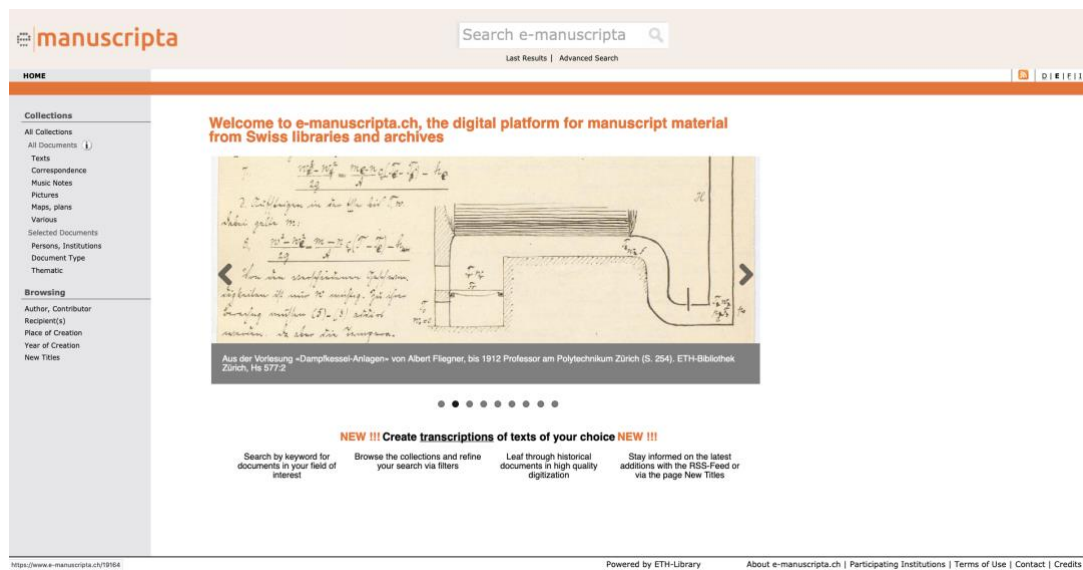 e-manuscripta
Search e-manuscripta
Last Results | Advanced Search
HOME
D | E | F | I
Collections
All Collections
All Documents
Texts
Correspondence
Music Notes
Pictures
Maps, plans
Various
Selected Documents
Persons, Institutions
Document Type
Thematic
Browsing
Author, Contributor
Recipient(s)
Place of Creation
Year of Creation
New Titles
Welcome to e-manuscripta.ch, the digital platform for manuscript material
from Swiss libraries and archives
Aus der Vorlesung «Dampfkessel-Anlagen» von Albert Fliegner, bis 1912 Professor am Polytechnikum Zürich (S. 254). ETH-Bibliothek
Zürich, Hs 577:2
NEW !!! Create transcriptions of texts of your choice NEW !!!
Search by keyword for
documents in your field of
interest
Browse the collections and refine
your search via filters
Leaf through historical
documents in high quality
digitization
Stay informed on the latest
additions with the RSS-Feed or
via the page New Titles
https://www.e-manuscripta.ch/19164
Powered by ETH-Library
About e-manuscripta.ch | Participating Institutions | Terms of Use | Contact | Credits